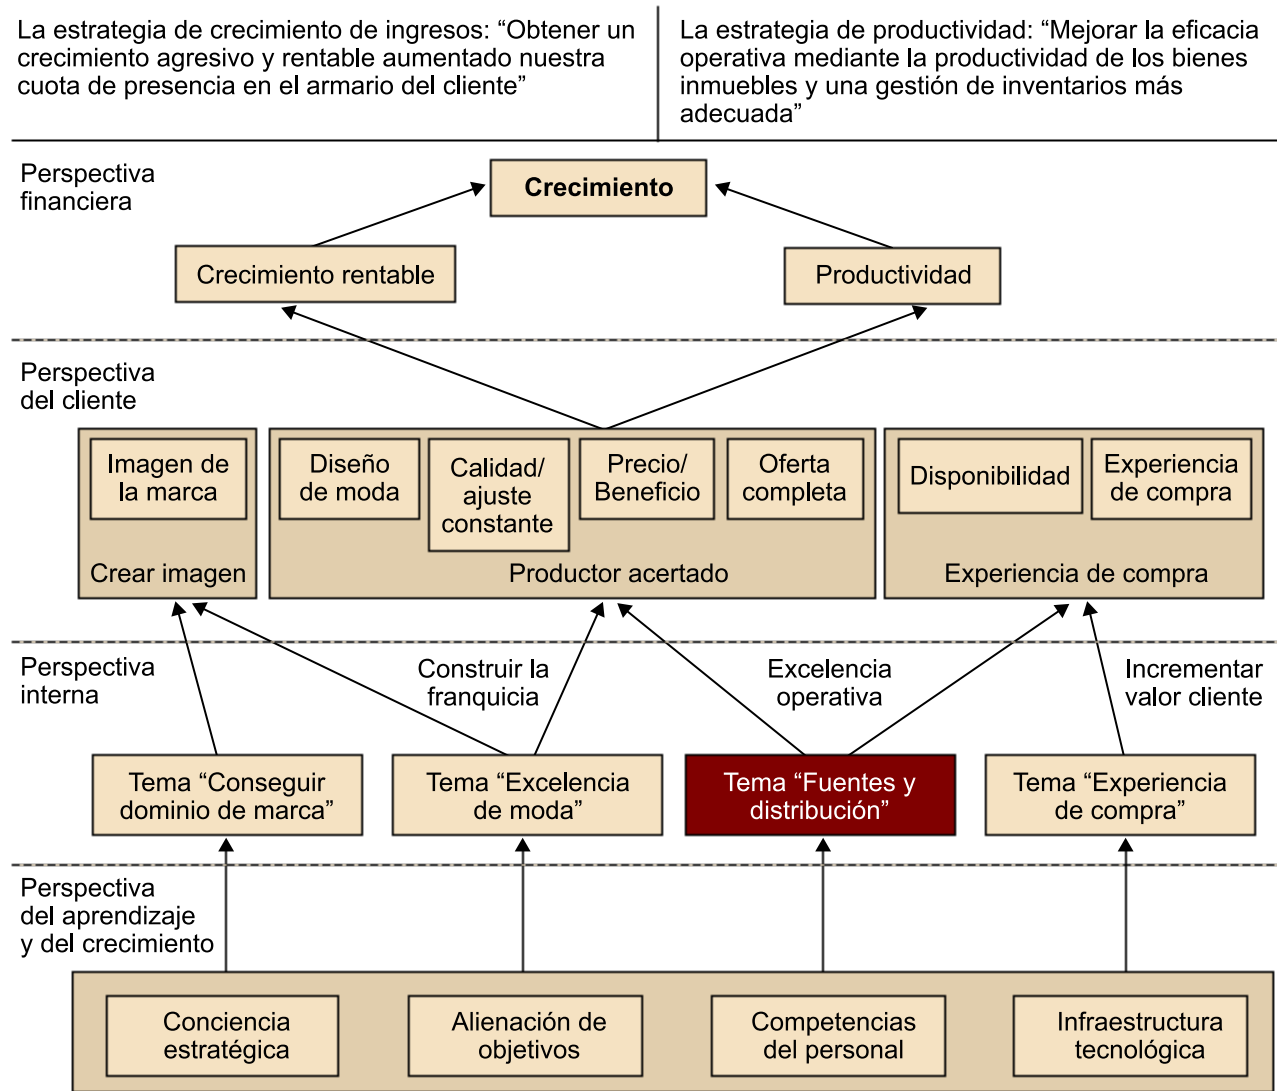 La estrategia de crecimiento de ingresos: “Obtener un
crecimiento agresivo y rentable aumentado nuestra
cuota de presencia en el armario del cliente”
La estrategia de productividad: “Mejorar la eficacia
operativa mediante la productividad de los bienes
inmuebles y una gestión de inventarios más
adecuada”
Perspectiva
financiera
Crecimiento
Crecimiento rentable
Productividad
Perspectiva
del cliente
Imagen de
la marca
Crear imagen
Diseño
de moda
Calidad/
ajuste
constante
Precio/
Beneficio
Oferta
completa
Productor acertado
Disponibilidad
Experiencia
de compra
Experiencia de compra
Perspectiva
interna
Construir la
franquicia
Excelencia
operativa
Incrementar
valor cliente
Tema “Conseguir
dominio de marca”
Tema “Excelencia
de moda”
Tema “Fuentes y
distribución”
Tema “Experiencia
de compra”
Perspectiva
del aprendizaje
y del crecimiento
Conciencia
estratégica
Alienación de
objetivos
Competencias
del personal
Infraestructura
tecnológica